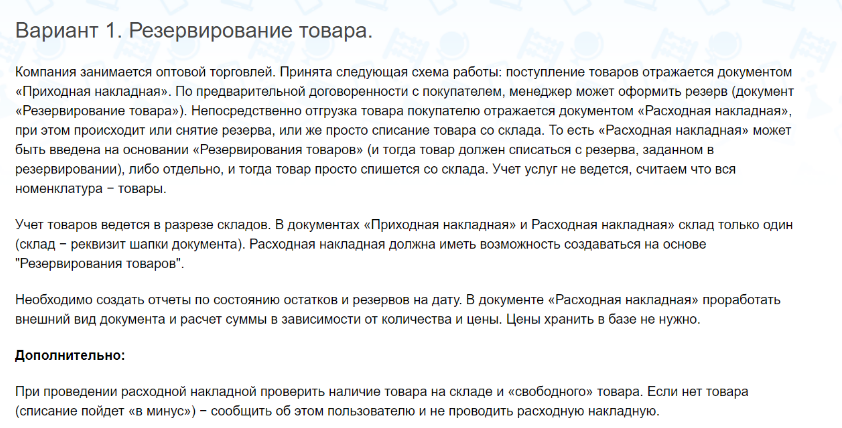 Вариант 1. Резервирование товара.
Компания занимается оптовой торговлей. Принята следующая схема работы: поступление товаров отражается документом
«Приходная накладная». По предварительной договоренности с покупателем, менеджер может оформить резерв (документ
«Резервирование товара»). Непосредственно отгрузка товара покупателю отражается документом «Расходная накладная»,
при этом происходит или снятие резерва, или же просто списание товара со склада. То есть «Расходная накладная» может
быть введена на основании «Резервирования товаров» (и тогда товар должен списаться с резерва, заданном в
резервировании), либо отдельно, и тогда товар просто спишется со склада. Учет услуг не ведется, считаем что вся
номенклатура − товары.
Учет товаров ведется в разрезе складов. В документах «Приходная накладная» и Расходная накладная» склад только один
(склад − реквизит шапки документа). Расходная накладная должна иметь возможность создаваться на основе
"Резервирования товаров".
Необходимо создать отчеты по состоянию остатков и резервов на дату. В документе «Расходная накладная» проработать
внешний вид документа и расчет суммы в зависимости от количества и цены. Цены хранить в базе не нужно.
Дополнительно:
При проведении расходной накладной проверить наличие товара на складе и «свободного» товара. Если нет товара
(списание пойдет «в минус») − сообщить об этом пользователю и не проводить расходную накладную.